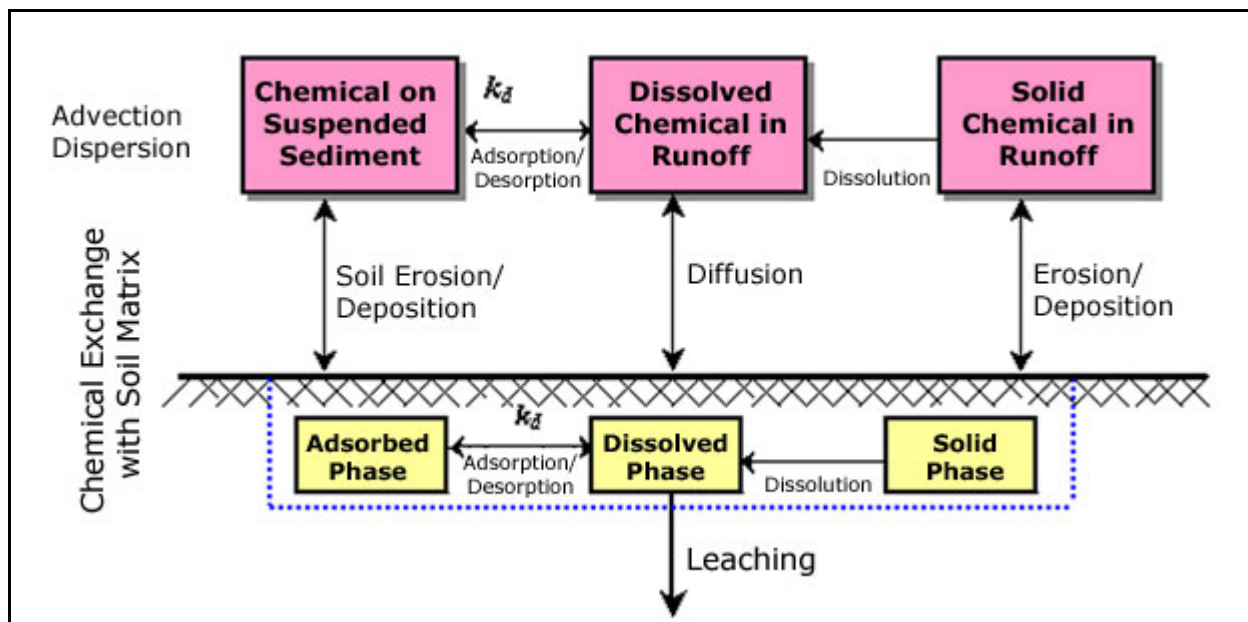 Advection
Dispersion
Chemical on
Suspended
Sediment
k_d
Adsorption/
Desorption
Dissolved
Chemical in
Runoff
Dissolution
Solid
Chemical in
Runoff
Chemical Exchange
with Soil Matrix
Soil Erosion/
Deposition
Diffusion
Erosion/
Deposition
Adsorbed
Phase
k_d
Adsorption/
Desorption
Dissolved
Phase
Dissolution
Solid
Phase
Leaching